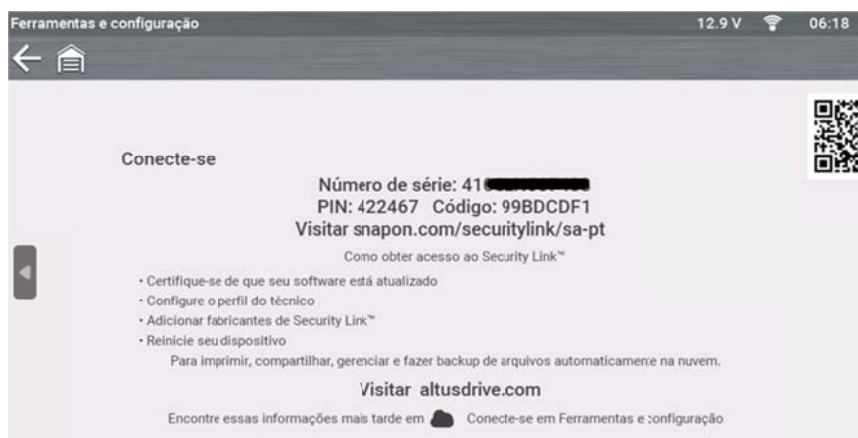 Ferramentas e configuração 12.9 V 06:18
Conecte-se
Número de série: 41
PIN: 422467 Código: 99BDCDF1
Visitar snapon.com/securitylink/sa-pt
Como obter acesso ao Security Link™
• Certifique-se de que seu software está atualizado
• Configure o perfil do técnico
• Adicionar fabricantes de Security Link™
• Reinicie seu dispositivo
Para imprimir, compartilhar, gerenciar e fazer backup de arquivos automaticamente na nuvem.
Visitar altusdrive.com
Encontre essas informações mais tarde em Conecte-se em Ferramentas e configuração